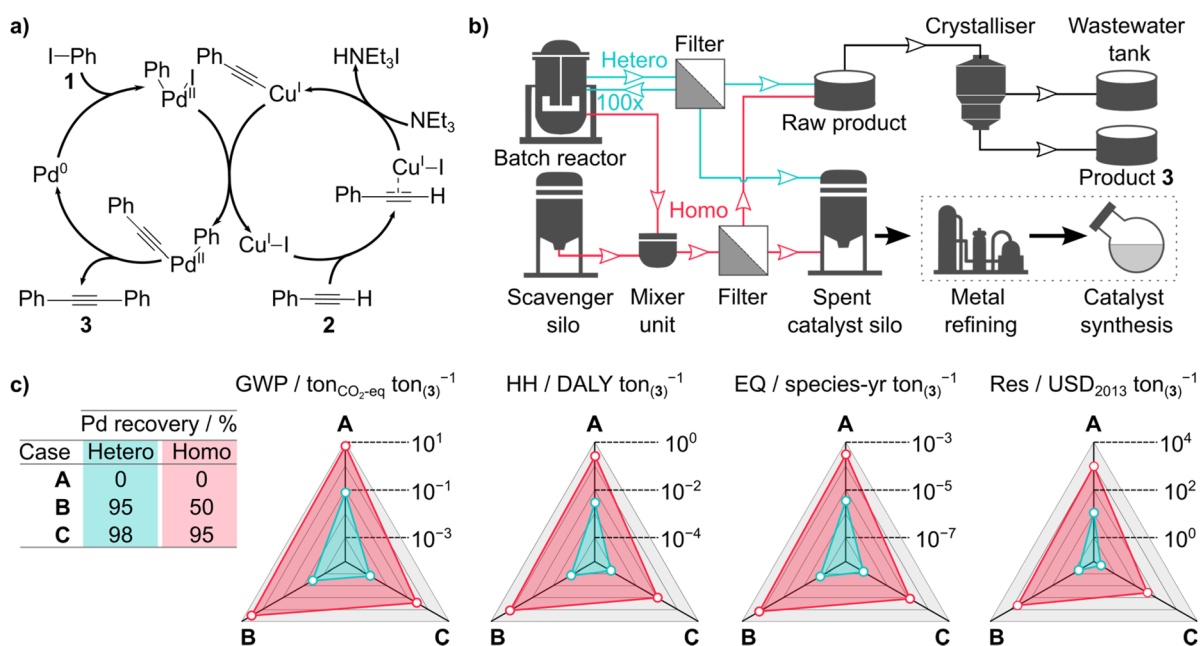 a)
I–Ph
1
Ph
I
Pd^II
Ph
Cu^I
HNEt3I
NEt3
Cu^I–I
Ph
H
Pd^0
Ph
Ph
Pd^II
Cu^I–I
Ph
Ph
3
Ph
H
2
b)
Hetero
100x
Filter
Batch reactor
Raw product
Crystalliser
Wastewater
tank
Product 3
Homo
Scavenger
silo
Mixer
unit
Filter
Spent
catalyst silo
Metal
refining
Catalyst
synthesis
c)
Pd recovery / %
Case Hetero Homo
A 0 0
B 95 50
C 98 95
GWP / ton_CO2-eq ton_(3)^−1
A
10^1
10^−1
10^−3
B
C
HH / DALY ton_(3)^−1
A
10^0
10^−2
10^−4
B
C
EQ / species-yr ton_(3)^−1
A
10^−3
10^−5
10^−7
B
C
Res / USD_2013 ton_(3)^−1
A
10^4
10^2
10^0
B
C